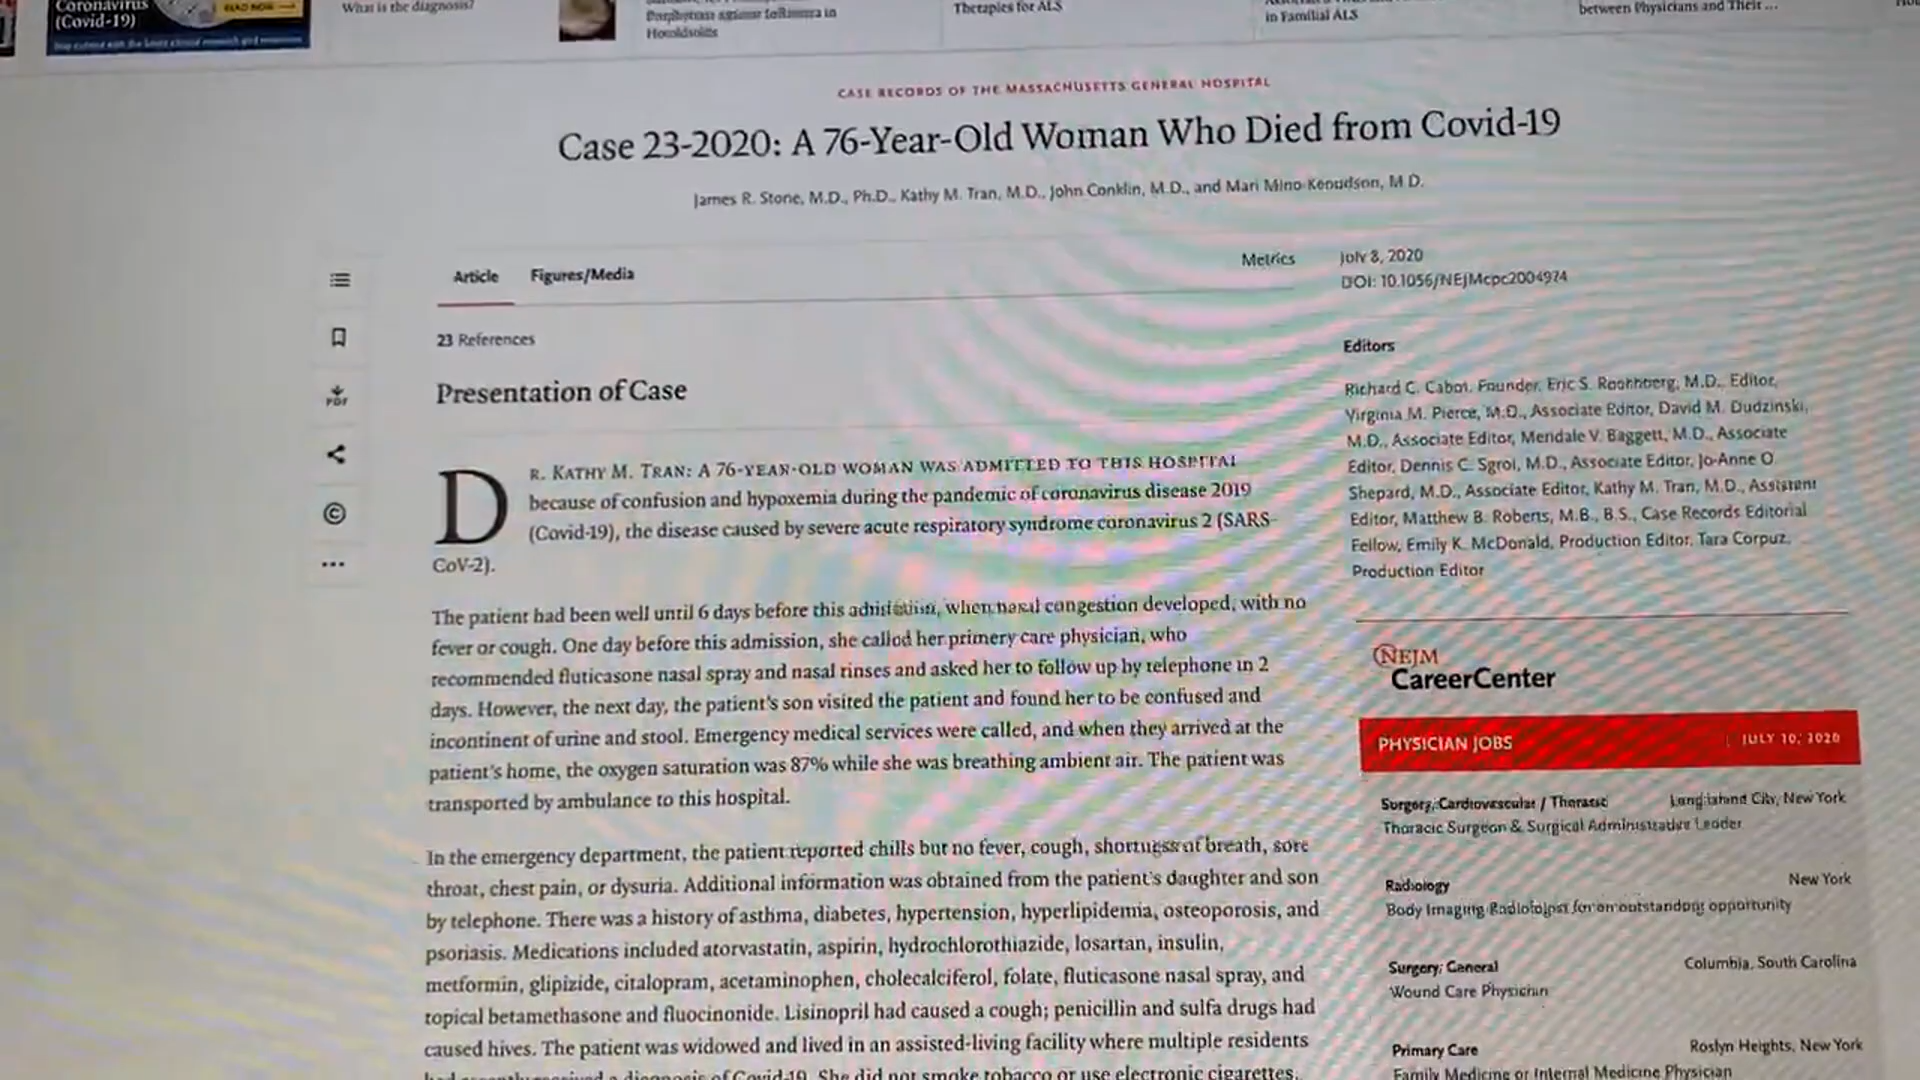 Coronavirus
(Covid-19)
READ NOW
What is the diagnosis?
in
Therapies for ALS
in Familial ALS
between Physicians and Their ...
CASE RECORDS OF THE MASSACHUSETTS GENERAL HOSPITAL
Case 23-2020: A 76-Year-Old Woman Who Died from Covid-19
James R. Stone, M.D., Ph.D., Kathy M. Tran, M.D., John Conklin, M.D., and Mari Mino-Kenudson, M.D.
Article Figures/Media Metrics
July 8, 2020
DOI: 10.1056/NEJMcpc2004974
23 References
Editors
Presentation of Case
Richard C. Cabot, Founder, Eric S. Rosenberg, M.D., Editor,
Virginia M. Pierce, M.D., Associate Editor, David M. Dudzinski,
M.D., Associate Editor, Meridale V. Baggett, M.D., Associate
Editor, Dennis C. Sgroi, M.D., Associate Editor, Jo-Anne O.
Shepard, M.D., Associate Editor, Kathy M. Tran, M.D., Assistant
Editor, Matthew B. Roberts, M.B., B.S., Case Records Editorial
Fellow, Emily K. McDonald, Production Editor, Tara Corpuz,
Production Editor
DR. KATHY M. TRAN: A 76-YEAR-OLD WOMAN WAS ADMITTED TO THIS HOSPITAL
because of confusion and hypoxemia during the pandemic of coronavirus disease 2019
(Covid-19), the disease caused by severe acute respiratory syndrome coronavirus 2 (SARS-
CoV-2).
The patient had been well until 6 days before this admission, when nasal congestion developed, with no
fever or cough. One day before this admission, she called her primary care physician, who
recommended fluticasone nasal spray and nasal rinses and asked her to follow up by telephone in 2
days. However, the next day, the patient's son visited the patient and found her to be confused and
incontinent of urine and stool. Emergency medical services were called, and when they arrived at the
patient's home, the oxygen saturation was 87% while she was breathing ambient air. The patient was
transported by ambulance to this hospital.
In the emergency department, the patient reported chills but no fever, cough, shortness of breath, sore
throat, chest pain, or dysuria. Additional information was obtained from the patient's daughter and son
by telephone. There was a history of asthma, diabetes, hypertension, hyperlipidemia, osteoporosis, and
psoriasis. Medications included atorvastatin, aspirin, hydrochlorothiazide, losartan, insulin,
metformin, glipizide, citalopram, acetaminophen, cholecalciferol, folate, fluticasone nasal spray, and
topical betamethasone and fluocinonide. Lisinopril had caused a cough; penicillin and sulfa drugs had
caused hives. The patient was widowed and lived in an assisted-living facility where multiple residents
had recently received a diagnosis of Covid-19. She did not smoke tobacco or use electronic cigarettes,
NEJM
CareerCenter
PHYSICIAN JOBS | JULY 10, 2020
Surgery, Cardiovascular / Thoracic Long Island City, New York
Thoracic Surgeon & Surgical Administrative Leader
Radiology New York
Body Imaging Radiologist for an outstanding opportunity
Surgery, General Columbia, South Carolina
Wound Care Physician
Primary Care Roslyn Heights, New York
Family Medicine or Internal Medicine Physician
PDF